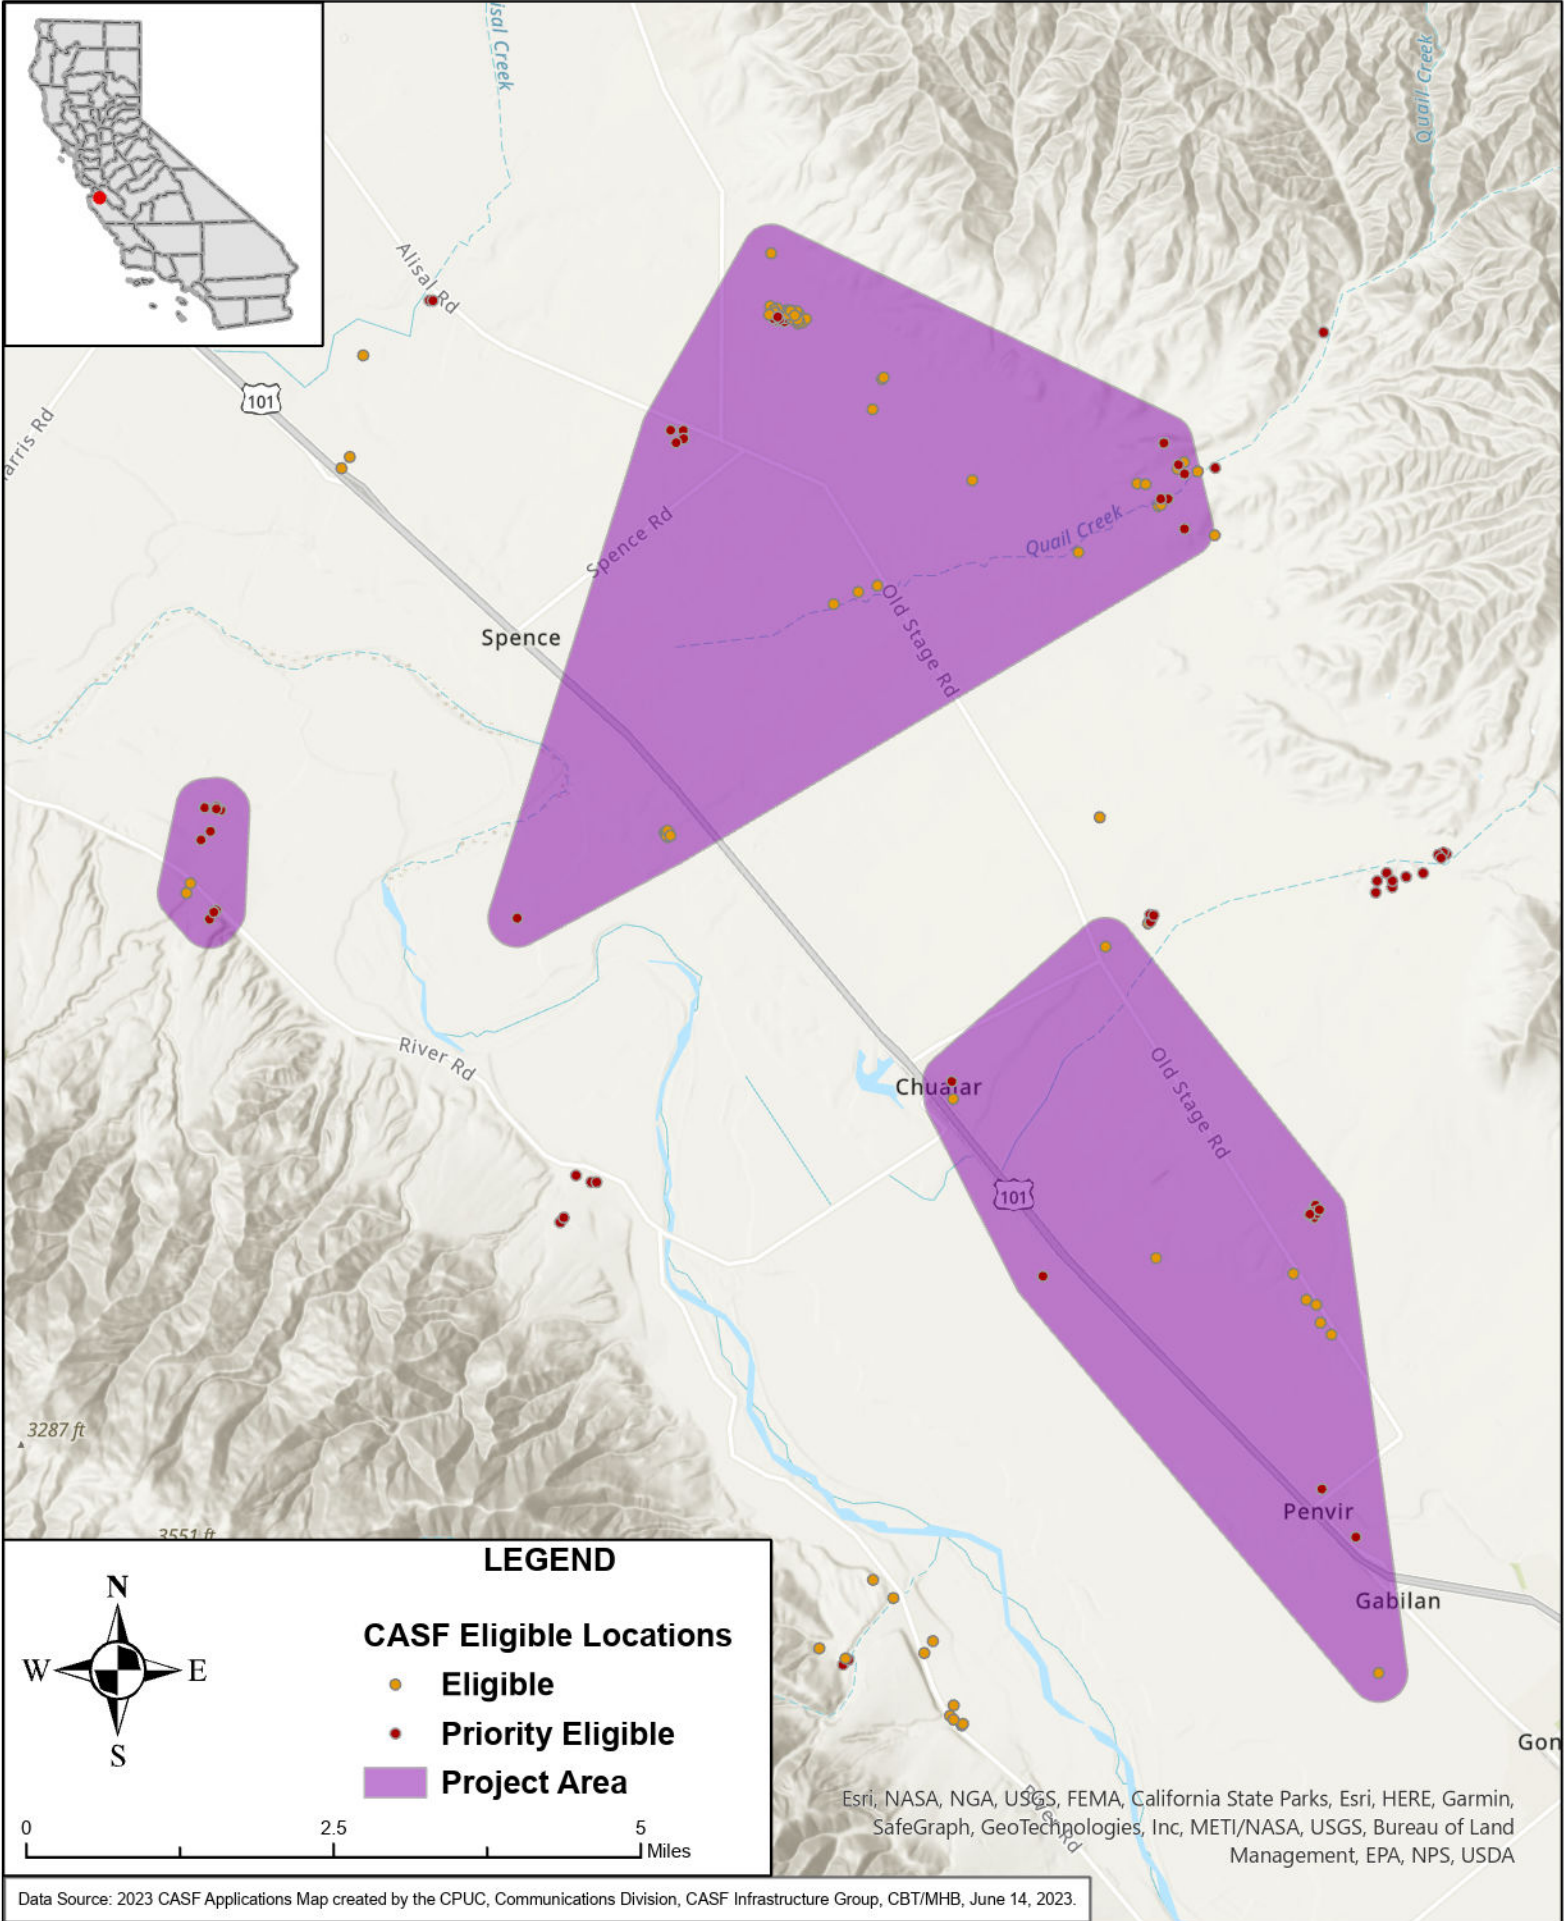 isal Creek
Quail Creek
Alisal Rd
101
arris Rd
Spence Rd
Quail Creek
Old Stage Rd
Spence
River Rd
Chualar
Old Stage Rd
101
3287 ft
Penvir
3551 ft
Gabilan
Gon
River Rd
LEGEND
N
W E
S
CASF Eligible Locations
Eligible
Priority Eligible
Project Area
0 2.5 5
Miles
Esri, NASA, NGA, USGS, FEMA, California State Parks, Esri, HERE, Garmin,
SafeGraph, GeoTechnologies, Inc, METI/NASA, USGS, Bureau of Land
Management, EPA, NPS, USDA
Data Source: 2023 CASF Applications Map created by the CPUC, Communications Division, CASF Infrastructure Group, CBT/MHB, June 14, 2023.